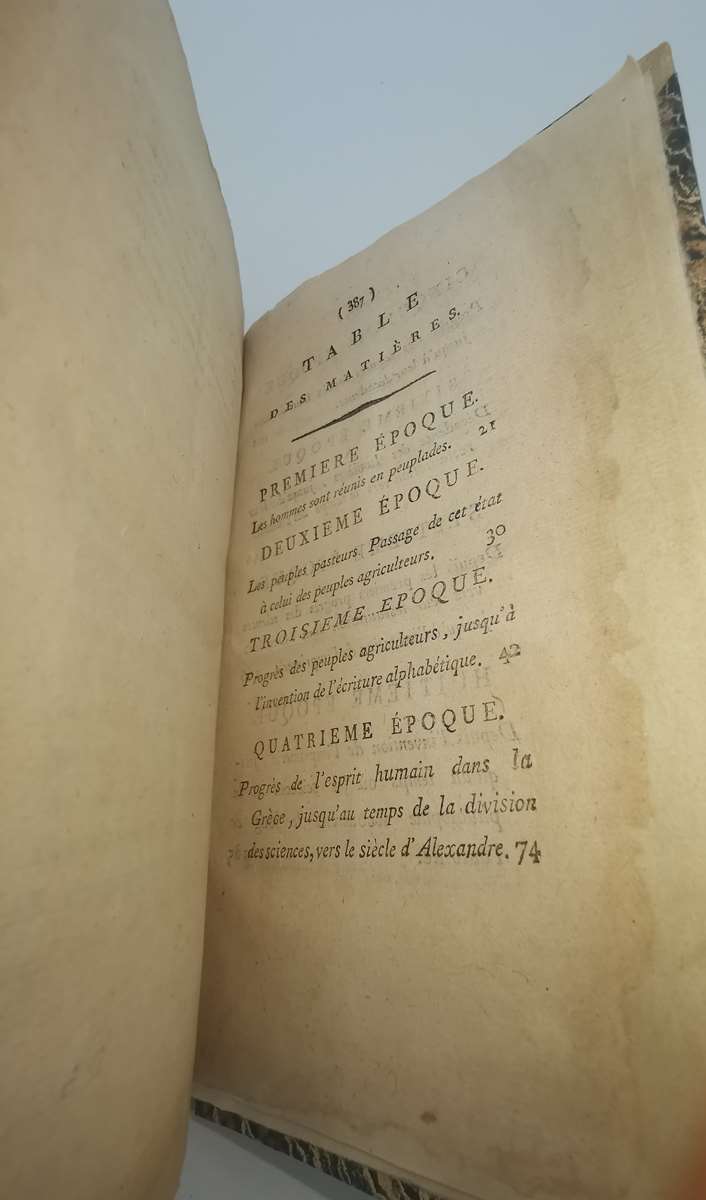 ( 387 )
TABLE
DES MATIÈRES.
PREMIERE ÉPOQUE.
Les hommes sont réunis en peuplades. 21
DEUXIEME ÉPOQUE.
Les peuples pasteurs. Passage de cet état
à celui des peuples agriculteurs. 30
TROISIEME EPOQUE.
Progrès des peuples agriculteurs, jusqu'à
l'invention de l'écriture alphabétique. 42
QUATRIEME ÉPOQUE.
Progrès de l'esprit humain dans la
Grèce, jusqu'au temps de la division
des sciences, vers le siècle d'Alexandre. 74